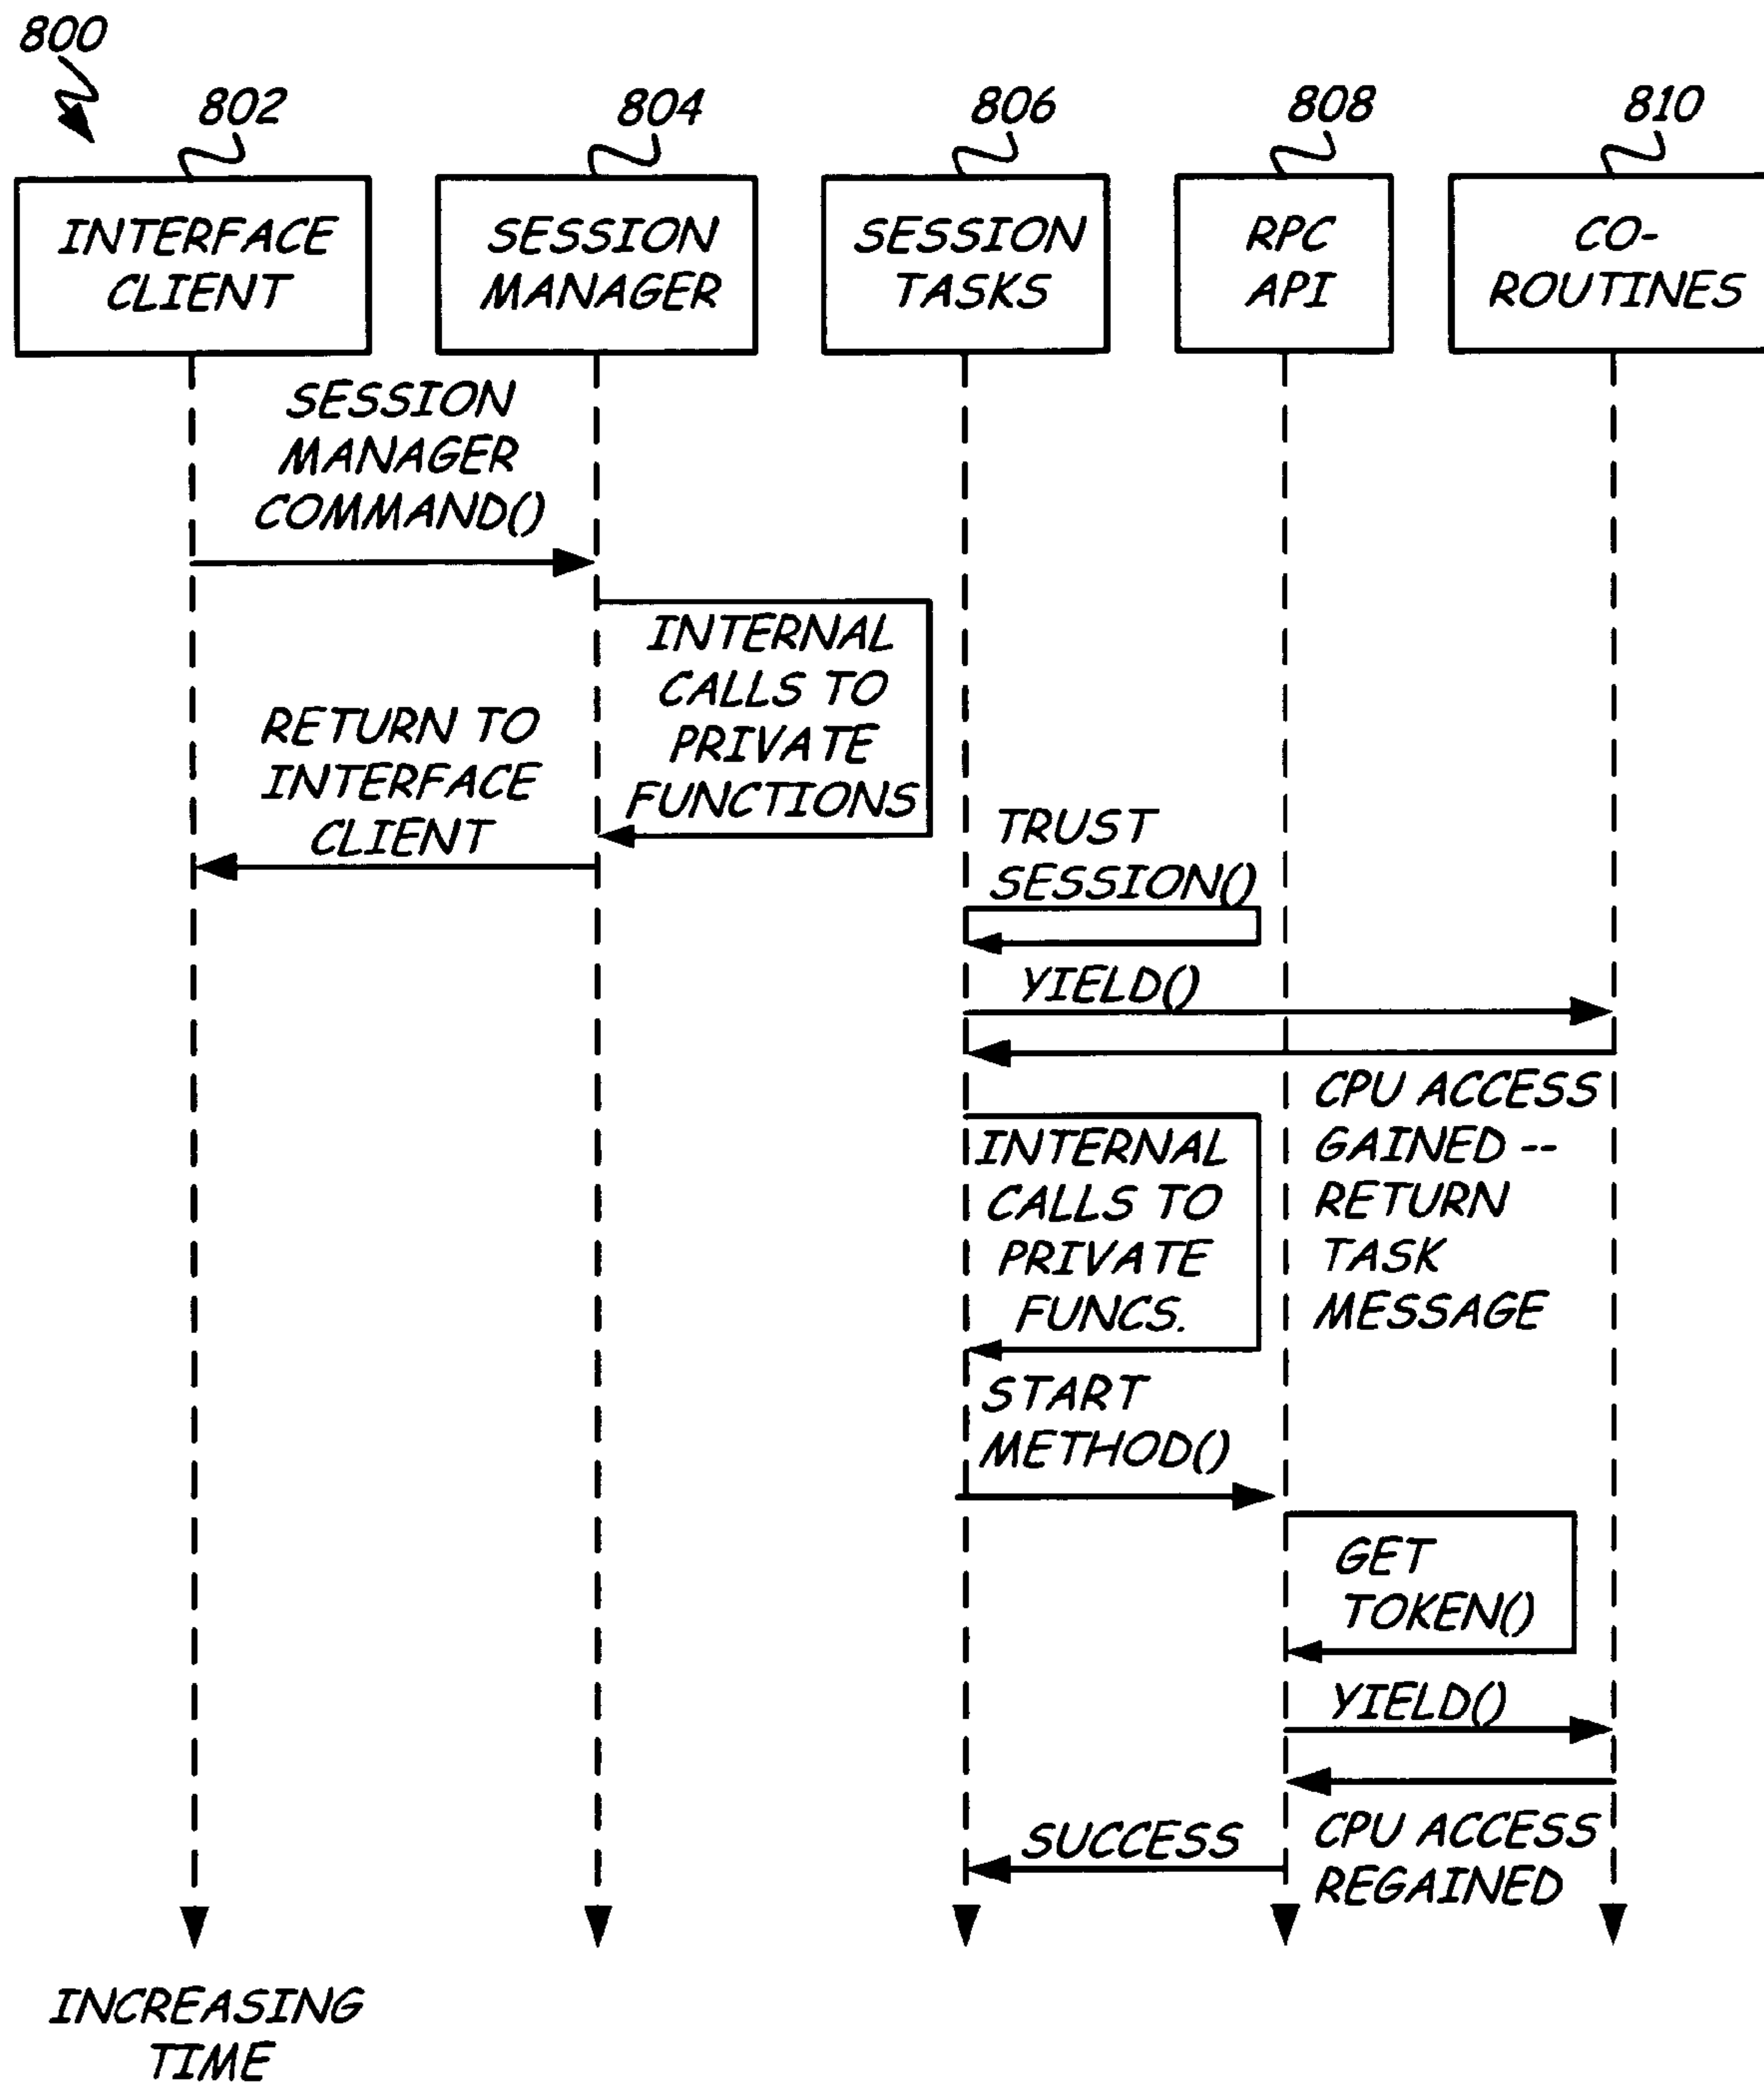 800
802
804
806
808
810
INTERFACE
CLIENT
SESSION
MANAGER
SESSION
TASKS
RPC
API
CO-
ROUTINES
SESSION
MANAGER
COMMAND()
INTERNAL
CALLS TO
PRIVATE
FUNCTIONS
RETURN TO
INTERFACE
CLIENT
TRUST
SESSION()
YIELD()
CPU ACCESS
GAINED --
RETURN
TASK
MESSAGE
INTERNAL
CALLS TO
PRIVATE
FUNCS.
START
METHOD()
GET
TOKEN()
YIELD()
CPU ACCESS
REGAINED
SUCCESS
INCREASING
TIME